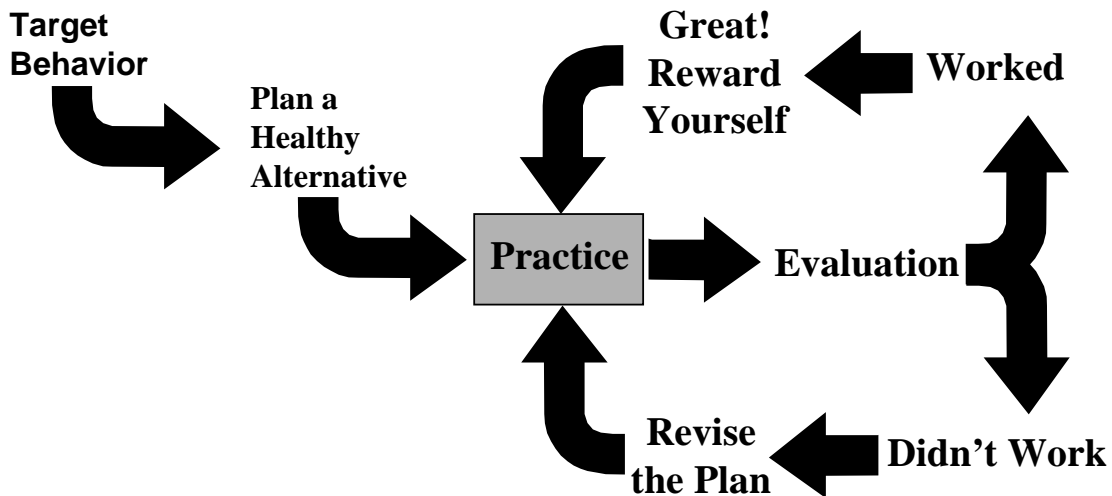 Target
Behavior
Plan a
Healthy
Alternative
Practice
Evaluation
Worked
Great!
Reward
Yourself
Didn't Work
Revise
the Plan